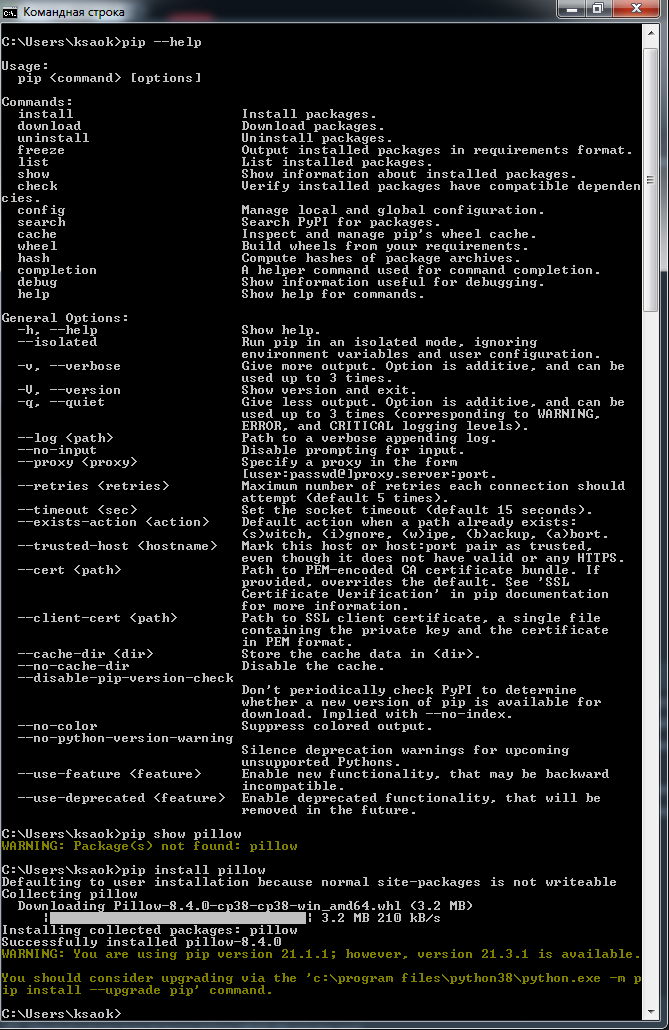 Командная строка
C:\Users\ksaok>pip --help
Usage:
  pip <command> [options]
Commands:
  install                     Install packages.
  download                    Download packages.
  uninstall                   Uninstall packages.
  freeze                      Output installed packages in requirements format.
  list                        List installed packages.
  show                        Show information about installed packages.
  check                       Verify installed packages have compatible dependen
cies.
  config                      Manage local and global configuration.
  search                      Search PyPI for packages.
  cache                       Inspect and manage pip's wheel cache.
  wheel                       Build wheels from your requirements.
  hash                        Compute hashes of package archives.
  completion                  A helper command used for command completion.
  debug                       Show information useful for debugging.
  help                        Show help for commands.
General Options:
  -h, --help                  Show help.
  --isolated                  Run pip in an isolated mode, ignoring
                              environment variables and user configuration.
  -v, --verbose               Give more output. Option is additive, and can be
                              used up to 3 times.
  -V, --version               Show version and exit.
  -q, --quiet                 Give less output. Option is additive, and can be
                              used up to 3 times (corresponding to WARNING,
                              ERROR, and CRITICAL logging levels).
  --log <path>                Path to a verbose appending log.
  --no-input                  Disable prompting for input.
  --proxy <proxy>             Specify a proxy in the form
                              [user:passwd@]proxy.server:port.
  --retries <retries>         Maximum number of retries each connection should
                              attempt (default 5 times).
  --timeout <sec>             Set the socket timeout (default 15 seconds).
  --exists-action <action>    Default action when a path already exists:
                              (s)witch, (i)gnore, (w)ipe, (b)ackup, (a)bort.
  --trusted-host <hostname>   Mark this host or host:port pair as trusted,
                              even though it does not have valid or any HTTPS.
  --cert <path>               Path to PEM-encoded CA certificate bundle. If
                              provided, overrides the default. See 'SSL
                              Certificate Verification' in pip documentation
                              for more information.
  --client-cert <path>        Path to SSL client certificate, a single file
                              containing the private key and the certificate
                              in PEM format.
  --cache-dir <dir>           Store the cache data in <dir>.
  --no-cache-dir              Disable the cache.
  --disable-pip-version-check
                              Don't periodically check PyPI to determine
                              whether a new version of pip is available for
                              download. Implied with --no-index.
  --no-color                  Suppress colored output.
  --no-python-version-warning
                              Silence deprecation warnings for upcoming
                              unsupported Pythons.
  --use-feature <feature>     Enable new functionality, that may be backward
                              incompatible.
  --use-deprecated <feature>  Enable deprecated functionality, that will be
                              removed in the future.
C:\Users\ksaok>pip show pillow
WARNING: Package(s) not found: pillow
C:\Users\ksaok>pip install pillow
Defaulting to user installation because normal site-packages is not writeable
Collecting pillow
  Downloading Pillow-8.4.0-cp38-cp38-win_amd64.whl (3.2 MB)
     |                                | 3.2 MB 210 kB/s
Installing collected packages: pillow
Successfully installed pillow-8.4.0
WARNING: You are using pip version 21.1.1; however, version 21.3.1 is available.
You should consider upgrading via the 'c:\program files\python38\python.exe -m p
ip install --upgrade pip' command.
C:\Users\ksaok>